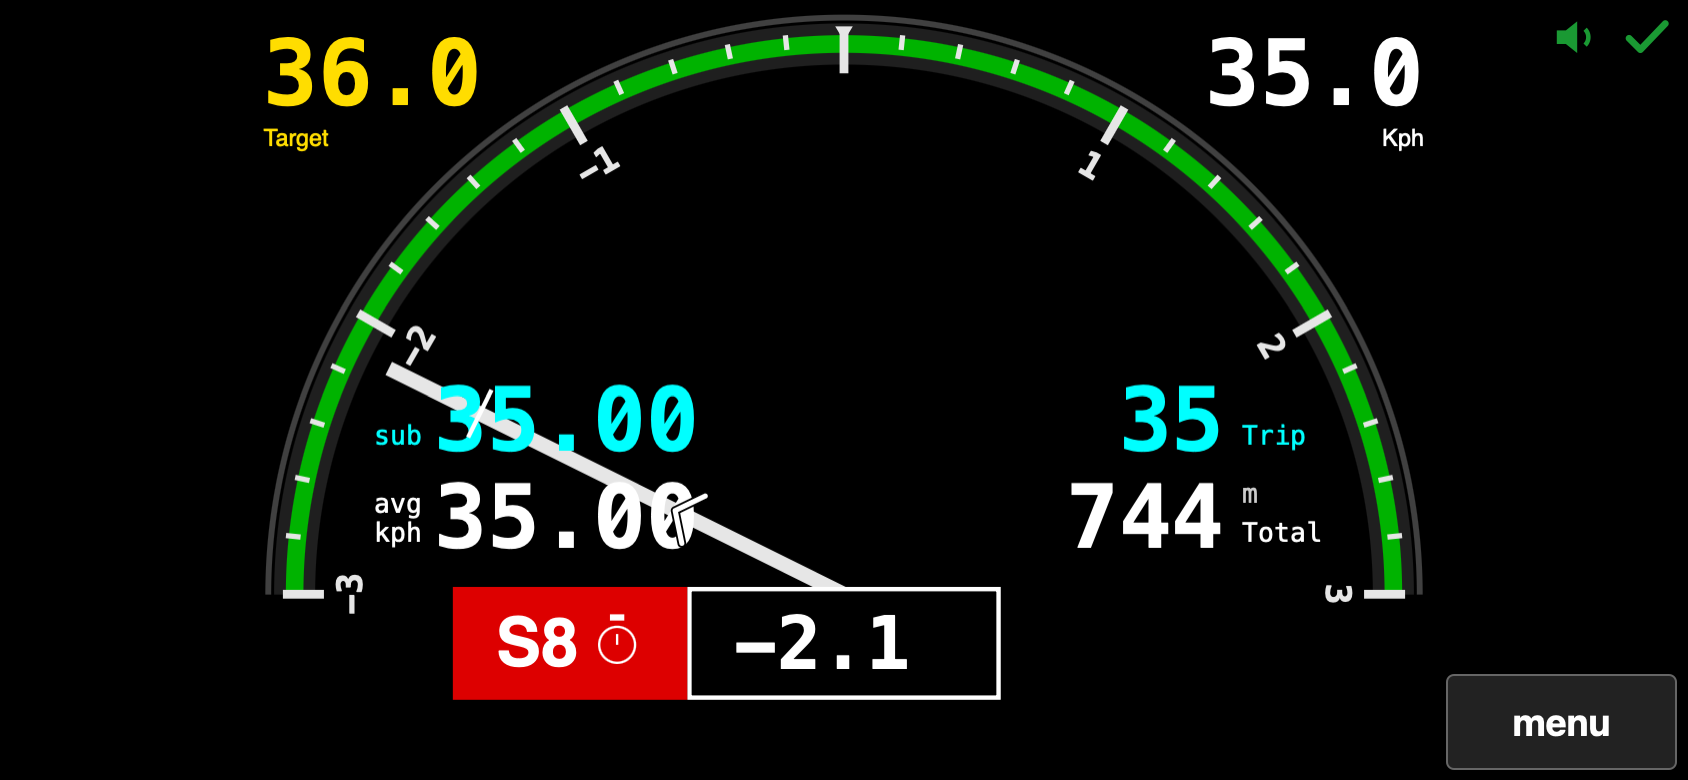 36.0
Target
35.0
Kph
-3
-2
-1
1
2
3
sub 35.00
35 Trip
avg kph 35.00
744 m Total
S8
-2.1
menu